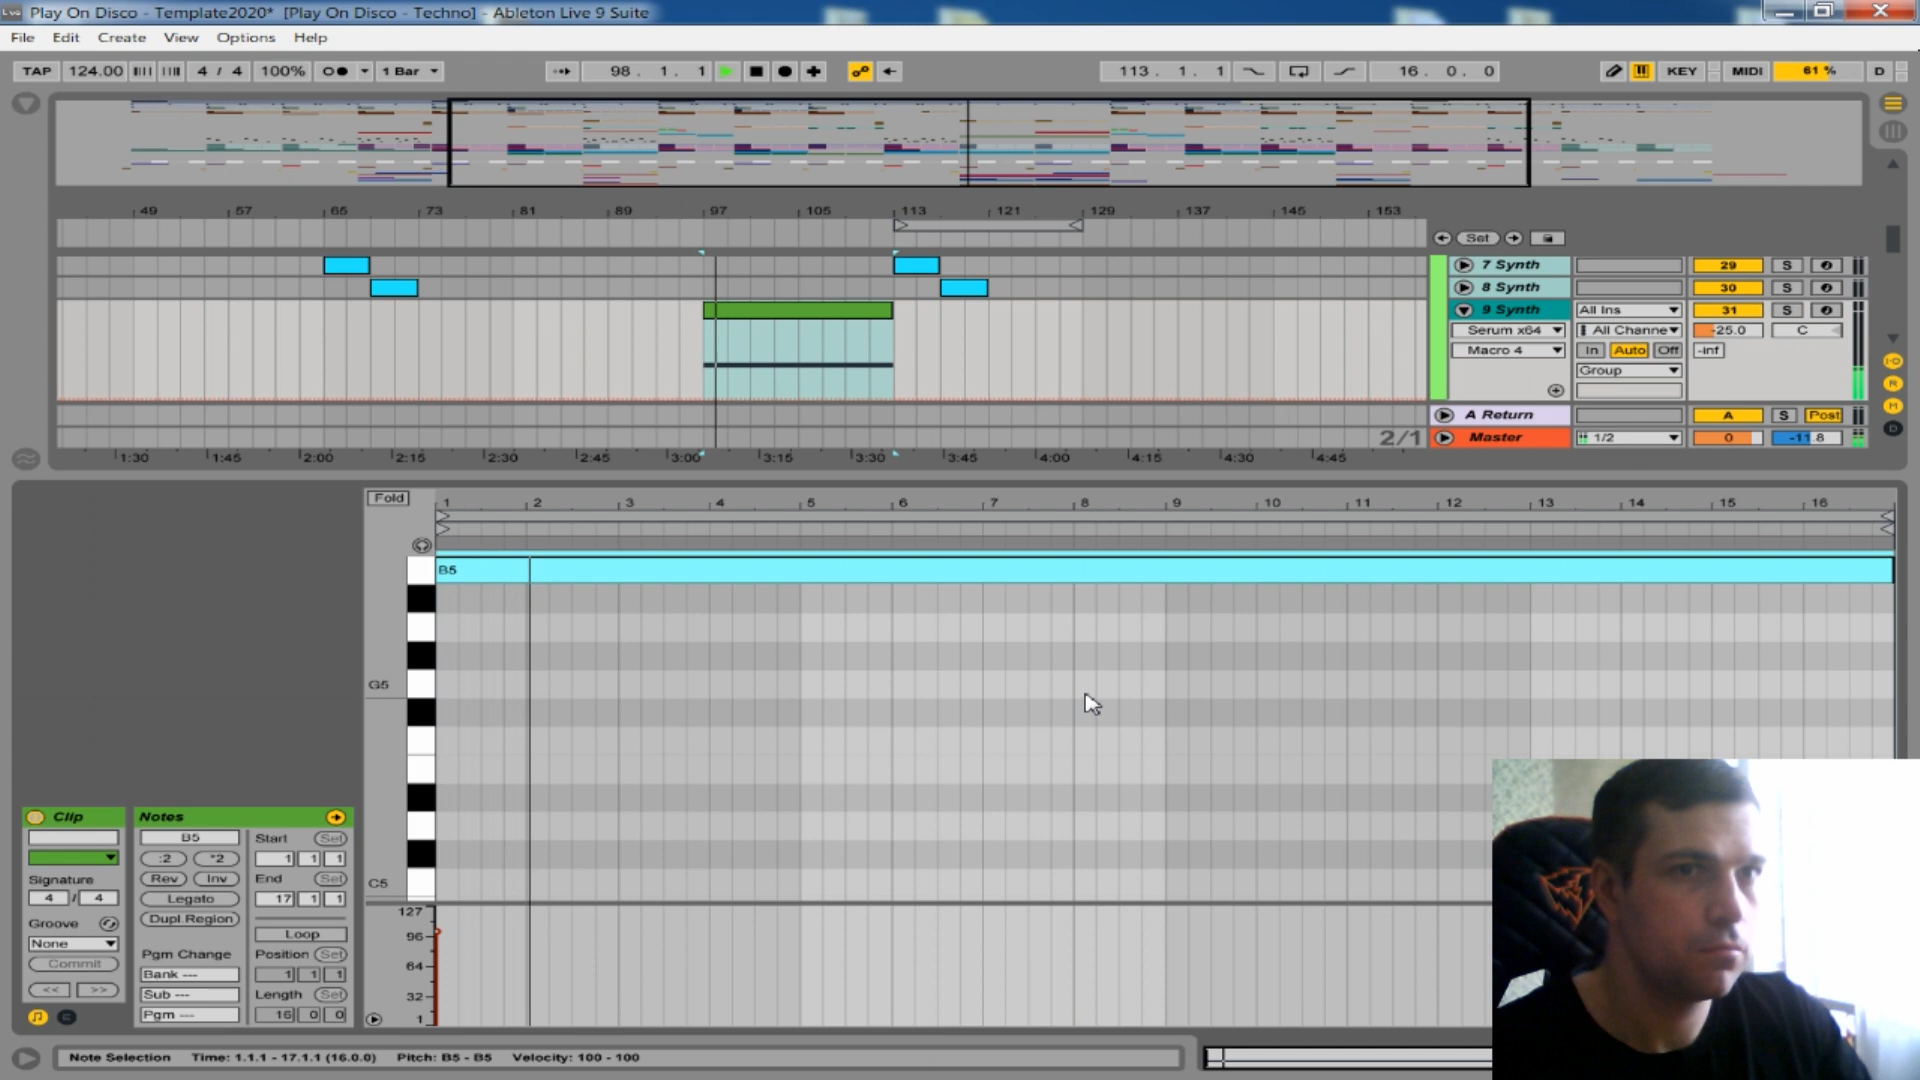 Play On Disco - Template2020* [Play On Disco - Techno] - Ableton Live 9 Suite
File Edit Create View Options Help
TAP 124.00 4 / 4 100% 1 Bar 98. 1. 1 113. 1. 1 16. 0. 0 KEY MIDI 61 % D
49 57 65 73 81 89 97 105 113 121 129 137 145 153
Set
7 Synth 29 S
8 Synth 30 S
9 Synth All Ins 31 S
Serum x64 All Channe -25.0 C
Macro 4 In Auto Off -inf
Group
A Return A S Post
2/1 Master 1/2 0 -11.8
1:30 1:45 2:00 2:15 2:30 2:45 3:00 3:15 3:30 3:45 4:00 4:15 4:30 4:45
Fold 1 2 3 4 5 6 7 8 9 10 11 12 13 14 15 16
B5
G5
C5
127
96
64
32
1
Clip
Signature
4 / 4
Groove
None
Commit
<< >>
Notes
B5
:2 *2
Rev Inv
Legato
Dupl.Region
Pgm Change
Bank ---
Sub ---
Pgm ---
Start Set
1 1 1
End Set
17 1 1
Loop
Position Set
1 1 1
Length Set
16 0 0
Note Selection Time: 1.1.1 - 17.1.1 (16.0.0) Pitch: B5 - B5 Velocity: 100 - 100